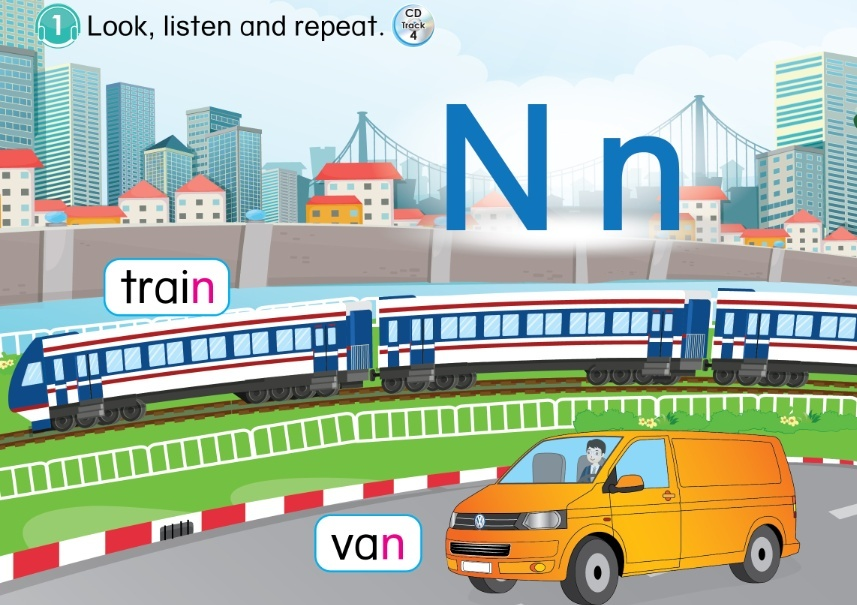 1 Look, listen and repeat.
CD
Track
4
N n
train
van